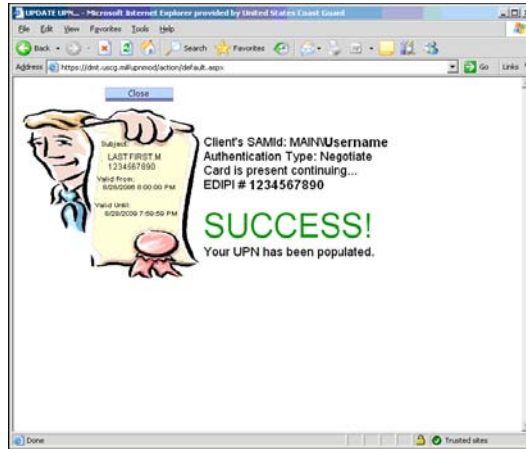 UPDATE UPN... - Microsoft Internet Explorer provided by United States Coast Guard
File Edit View Favorites Tools Help
Back Search Favorites
Address https://dmt.uscg.mil/upnmod/action/default.aspx Go Links
Close
Subject:
LAST FIRST M
1234567890
Valid From:
8/28/2006 8:00:00 PM
Valid Until:
8/28/2009 7:59:59 PM
Client's SAMId: MAIN\Username
Authentication Type: Negotiate
Card is present continuing...
EDIPI # 1234567890
SUCCESS!
Your UPN has been populated.
Done Trusted sites